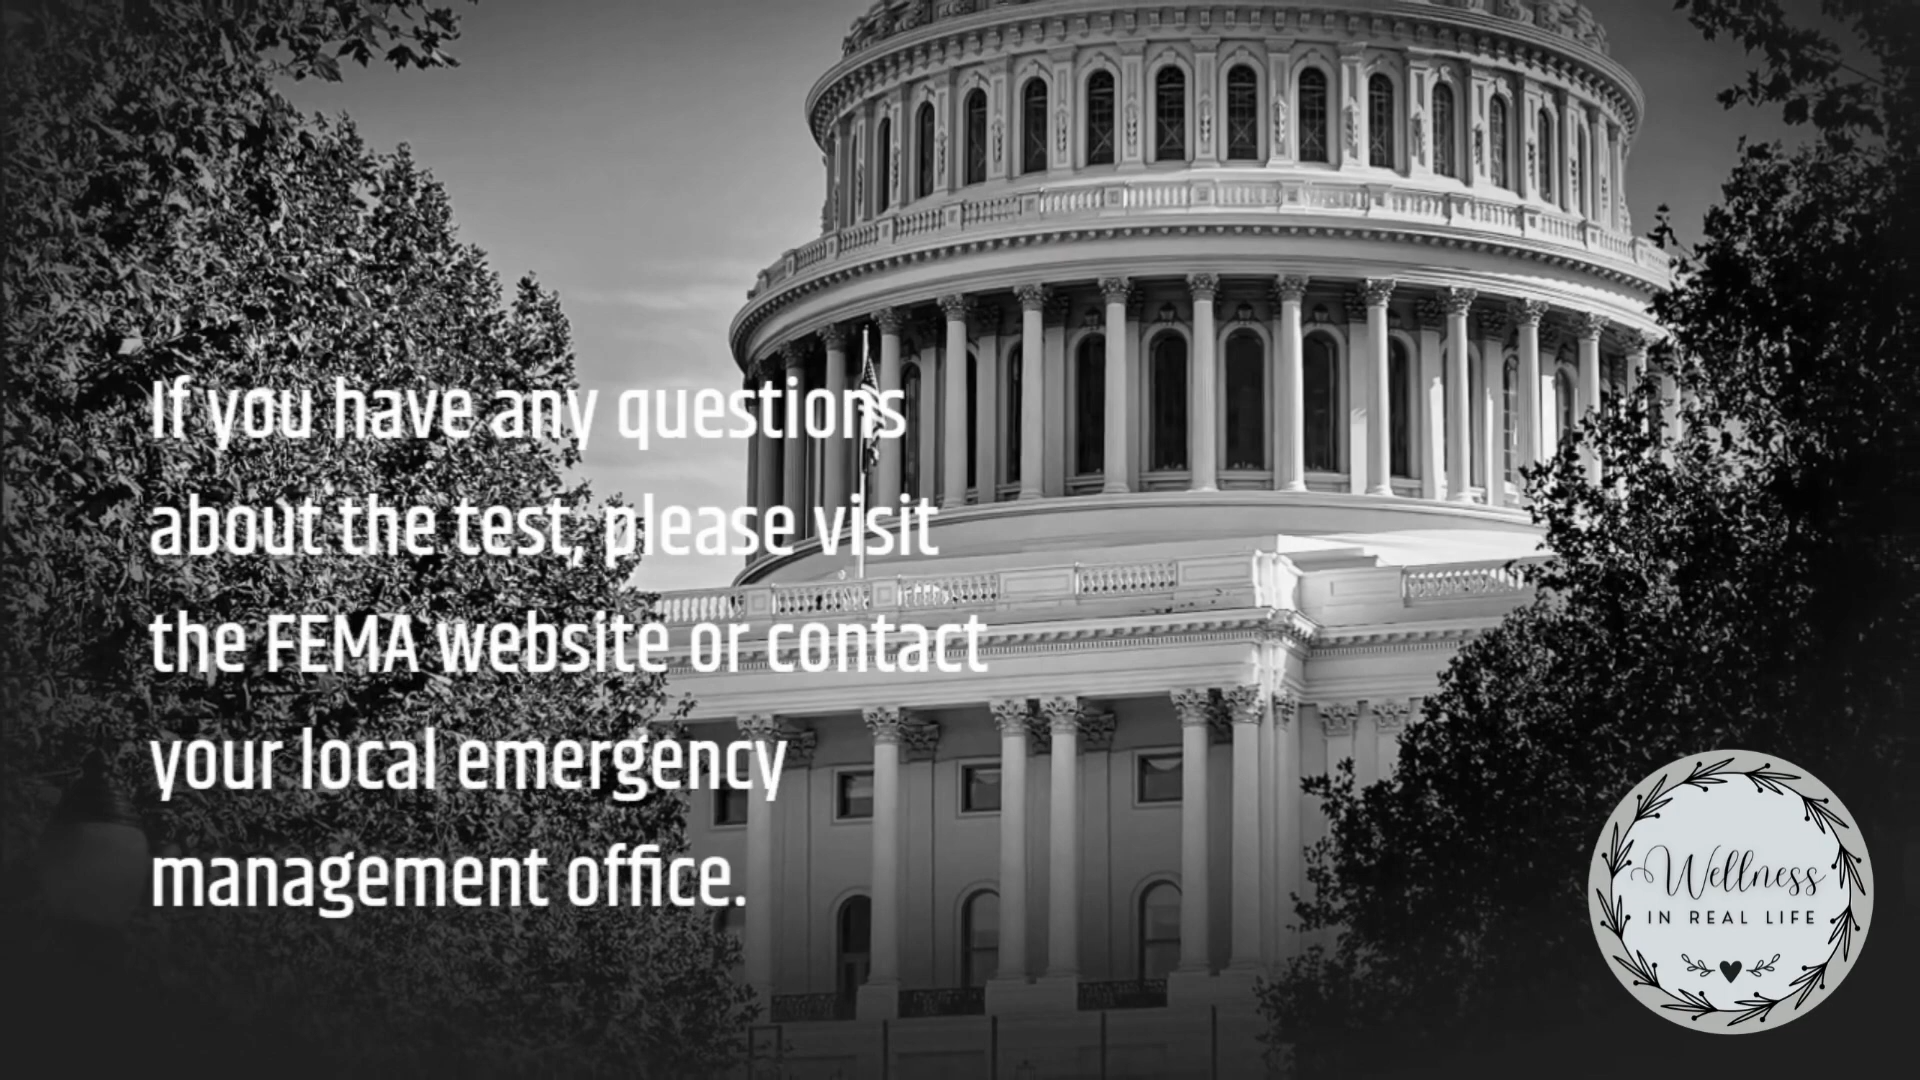 If you have any questions
about the test, please visit
the FEMA website or contact
your local emergency
management office.
Wellness
IN REAL LIFE